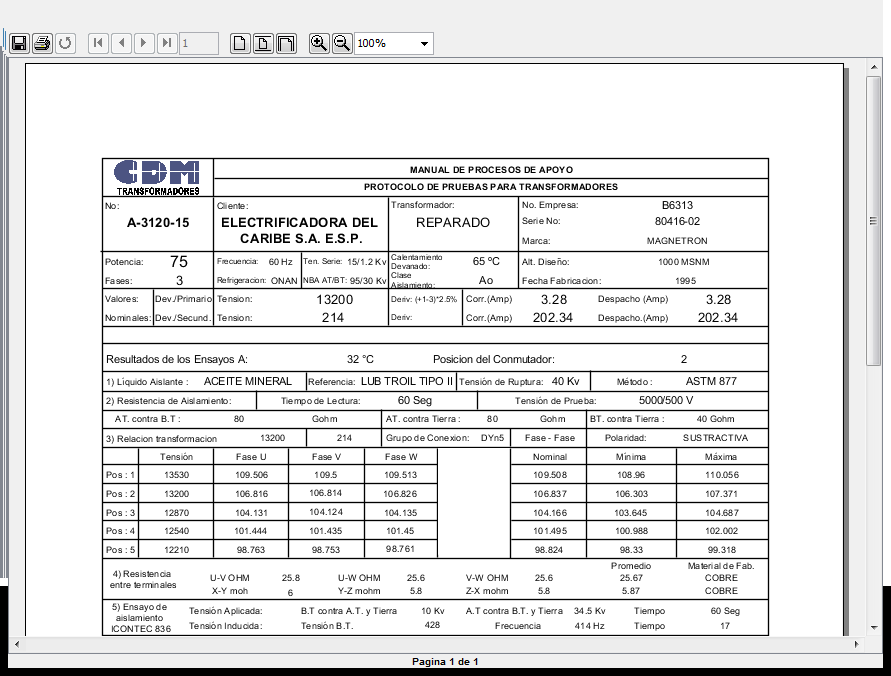 1
100%
CDM
TRANSFORMADORES
MANUAL DE PROCESOS DE APOYO
PROTOCOLO DE PRUEBAS PARA TRANSFORMADORES
No: A-3120-15
Cliente: ELECTRIFICADORA DEL CARIBE S.A. E.S.P.
Transformador: REPARADO
No. Empresa: B6313
Serie No: 80416-02
Marca: MAGNETRON
Potencia: 75 Frecuencia: 60 Hz Ten. Serie: 15/1.2 Kv Calentamiento Devanado: 65 ºC Alt. Diseño: 1000 MSNM
Fases: 3 Refrigeracion: ONAN NBA AT/BT: 95/30 Kv Clase Aislamiento: Ao Fecha Fabricacion: 1995
Valores: Dev./Primario Tension: 13200 Deriv: (+1-3)*2.5% Corr.(Amp) 3.28 Despacho (Amp) 3.28
Nominales: Dev./Secund. Tension: 214 Deriv: Corr.(Amp) 202.34 Despacho.(Amp) 202.34
Resultados de los Ensayos A: 32 °C Posicion del Conmutador: 2
1) Líquido Aislante : ACEITE MINERAL Referencia: LUB TROIL TIPO II Tensión de Ruptura: 40 Kv Método : ASTM 877
2) Resistencia de Aislamiento: Tiempo de Lectura: 60 Seg Tensión de Prueba: 5000/500 V
AT. contra B.T : 80 Gohm AT. contra Tierra : 80 Gohm BT. contra Tierra : 40 Gohm
3) Relacion transformacion 13200 214 Grupo de Conexion: DYn5 Fase - Fase Polaridad: SUSTRACTIVA
Tensión Fase U Fase V Fase W Nominal Mínima Máxima
Pos : 1 13530 109.506 109.5 109.513 109.508 108.96 110.056
Pos : 2 13200 106.816 106.814 106.826 106.837 106.303 107.371
Pos : 3 12870 104.131 104.124 104.135 104.166 103.645 104.687
Pos : 4 12540 101.444 101.435 101.45 101.495 100.988 102.002
Pos : 5 12210 98.763 98.753 98.761 98.824 98.33 99.318
4) Resistencia entre terminales
Promedio Material de Fab.
U-V OHM 25.8 U-W OHM 25.6 V-W OHM 25.6 25.67 COBRE
X-Y moh 6 Y-Z mohm 5.8 Z-X mohm 5.8 5.87 COBRE
5) Ensayo de aislamiento ICONTEC 836
Tensión Aplicada: B.T contra A.T. y Tierra 10 Kv A.T contra B.T. y Tierra 34.5 Kv Tiempo 60 Seg
Tensión Inducida: Tensión B.T. 428 Frecuencia 414 Hz Tiempo 17
Pagina 1 de 1